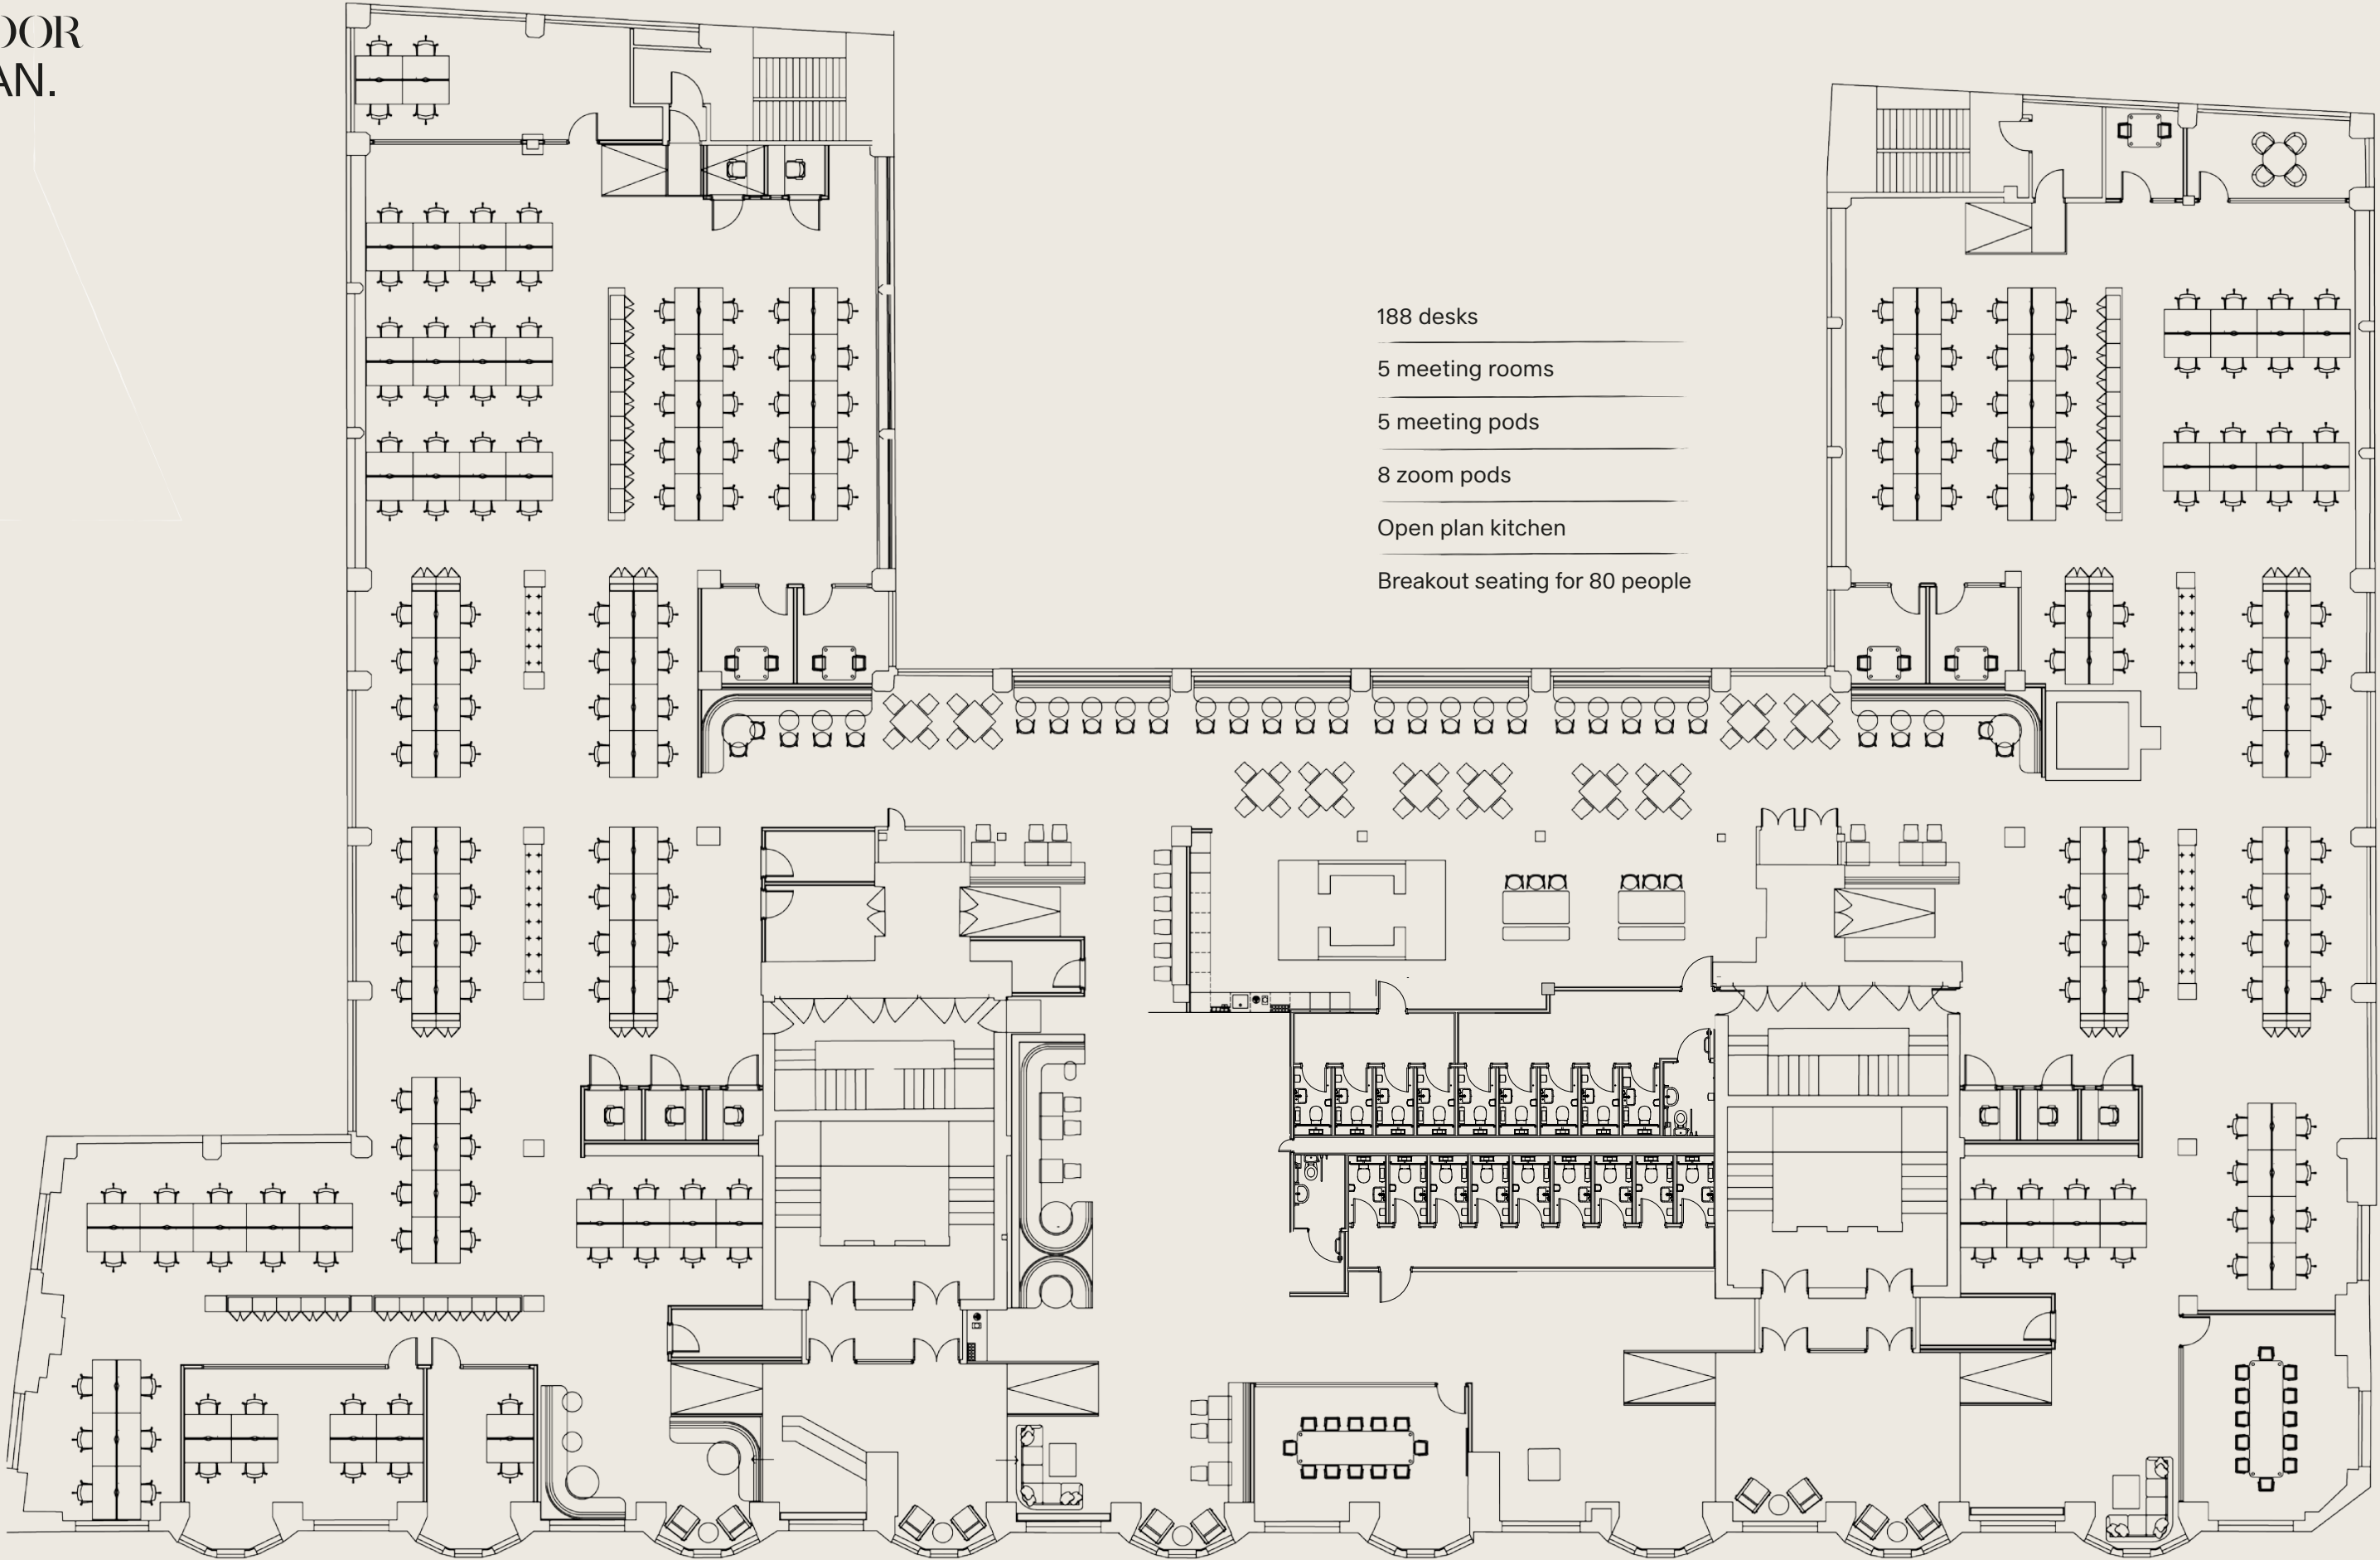 OOR
AN.
188 desks
5 meeting rooms
5 meeting pods
8 zoom pods
Open plan kitchen
Breakout seating for 80 people